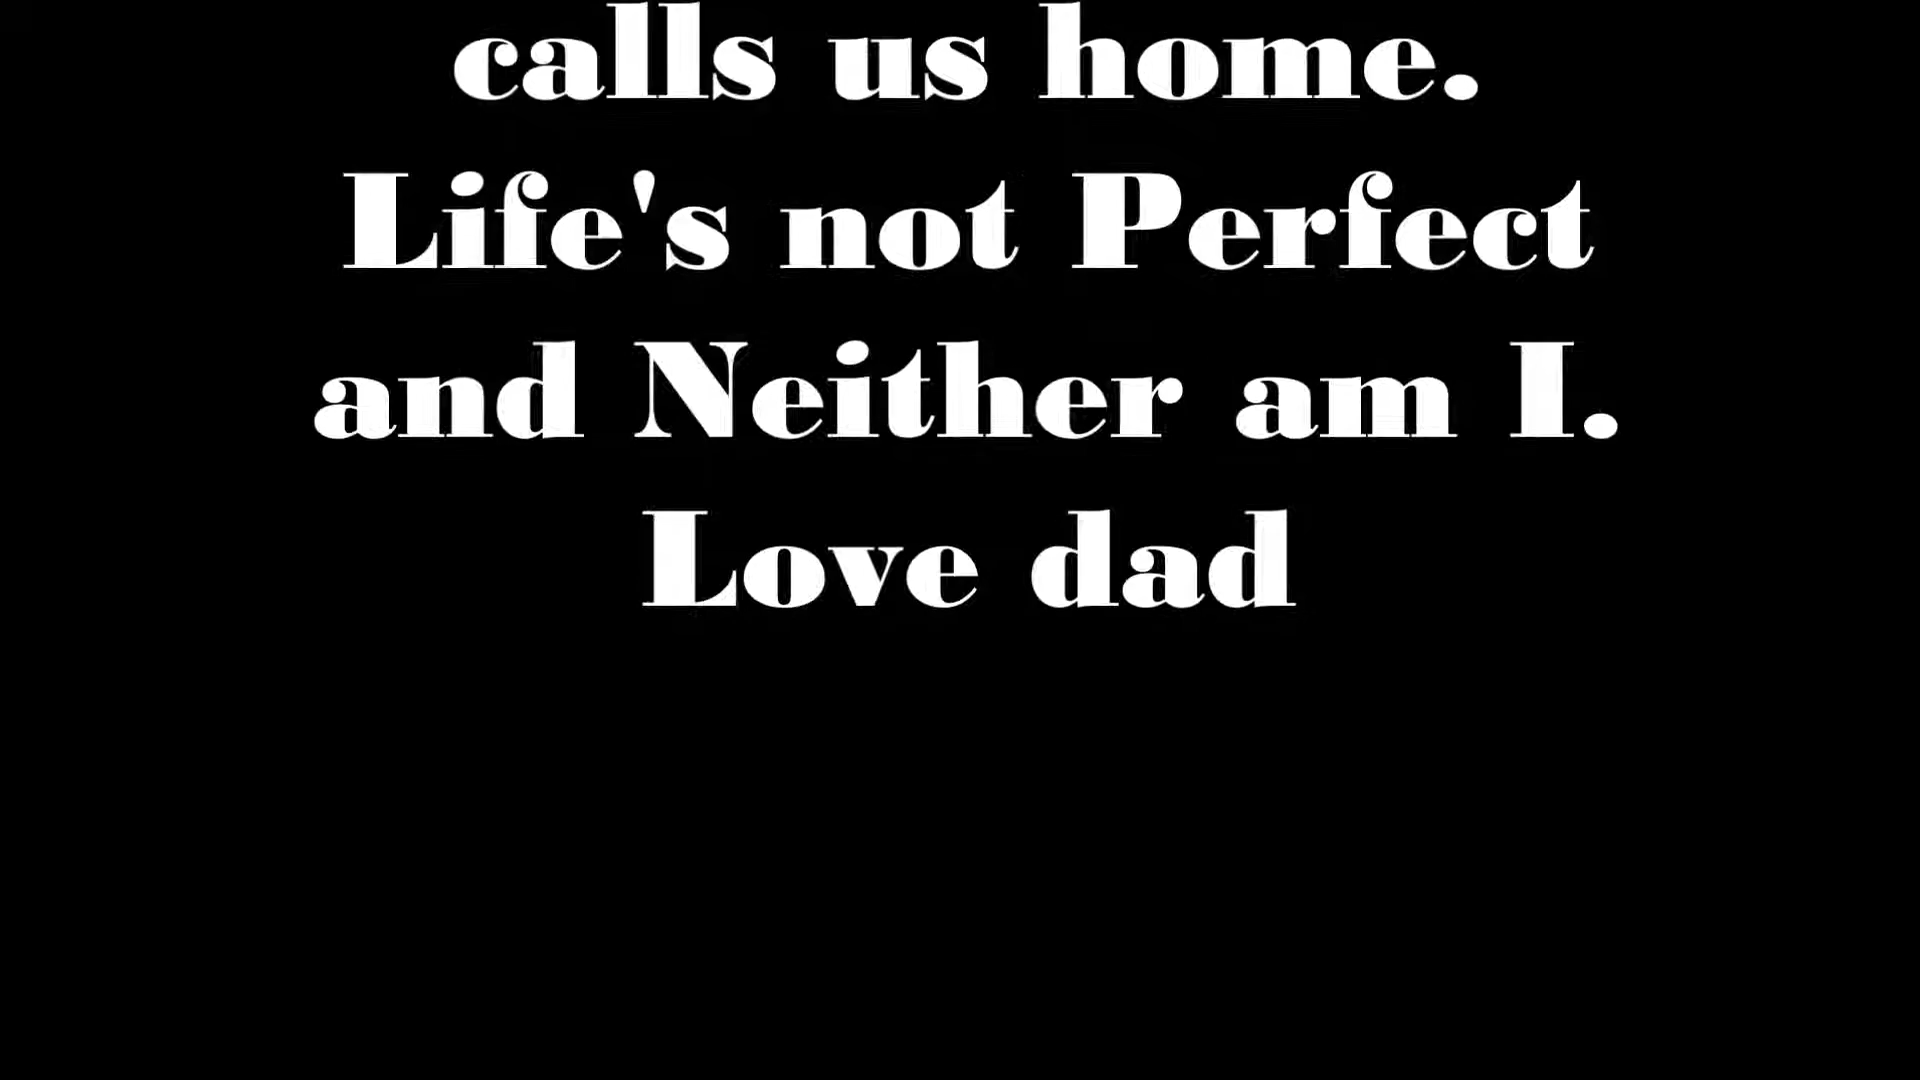 calls us home.
Life's not Perfect
and Neither am I.
Love dad